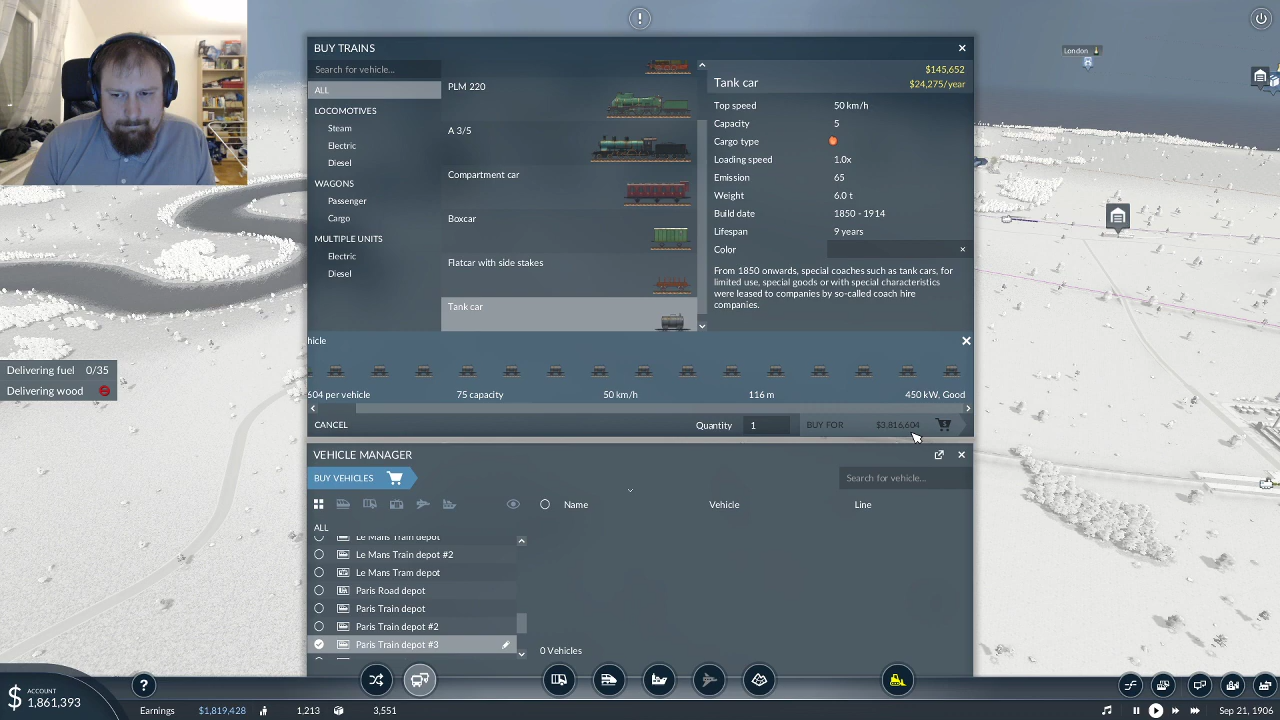 London
BUY TRAINS
Search for vehicle...
ALL
LOCOMOTIVES
Steam
Electric
Diesel
WAGONS
Passenger
Cargo
MULTIPLE UNITS
Electric
Diesel
PLM 220
A 3/5
Compartment car
Boxcar
Flatcar with side stakes
Tank car
$145,652
Tank car
$24,275/year
Top speed 50 km/h
Capacity 5
Cargo type
Loading speed 1.0x
Emission 65
Weight 6.0 t
Build date 1850 - 1914
Lifespan 9 years
Color
From 1850 onwards, special coaches such as tank cars, for
limited use, special goods or with special characteristics
were leased to companies by so-called coach hire
companies.
hicle
604 per vehicle 75 capacity 50 km/h 116 m 450 kW, Good
CANCEL Quantity 1 BUY FOR $3,816,604
Delivering fuel 0/35
Delivering wood
VEHICLE MANAGER
BUY VEHICLES Search for vehicle...
Name Vehicle Line
ALL
Le Mans Train depot
Le Mans Train depot #2
Le Mans Tram depot
Paris Road depot
Paris Train depot
Paris Train depot #2
Paris Train depot #3
0 Vehicles
$ ACCOUNT
1,861,393
?
Earnings $1,819,428 1,213 3,551 Sep 21, 1906